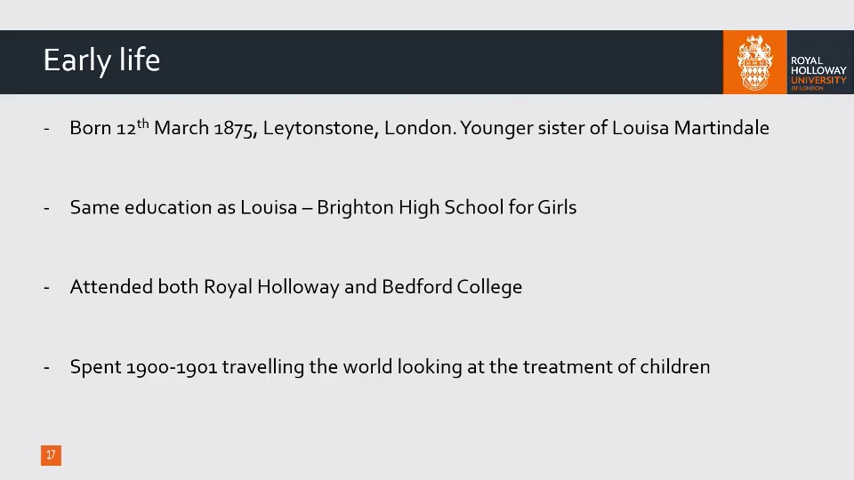 Early life
ROYAL
HOLLOWAY
UNIVERSITY
OF LONDON
- Born 12th March 1875, Leytonstone, London. Younger sister of Louisa Martindale
- Same education as Louisa – Brighton High School for Girls
- Attended both Royal Holloway and Bedford College
- Spent 1900-1901 travelling the world looking at the treatment of children
17